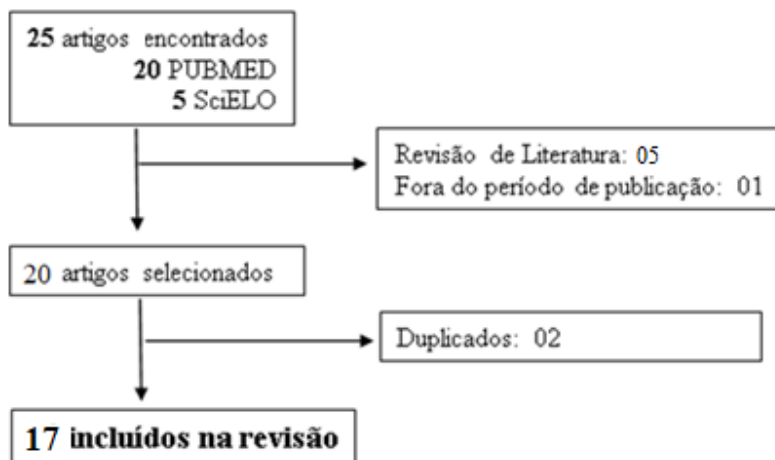 25 artigos encontrados
20 PUBMED
5 SciELO
Revisão de Literatura: 05
Fora do período de publicação: 01
20 artigos selecionados
Duplicados: 02
17 incluídos na revisão